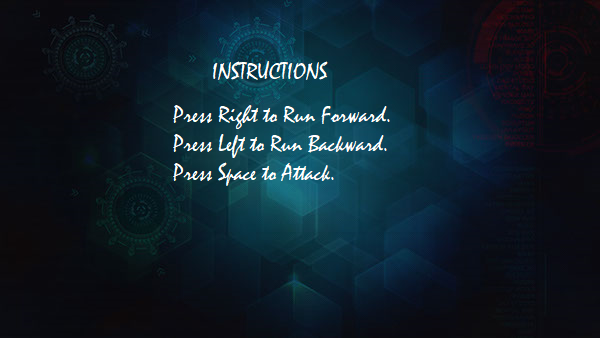 INSTRUCTIONS
Press Right to Run Forward.
Press Left to Run Backward.
Press Space to Attack.